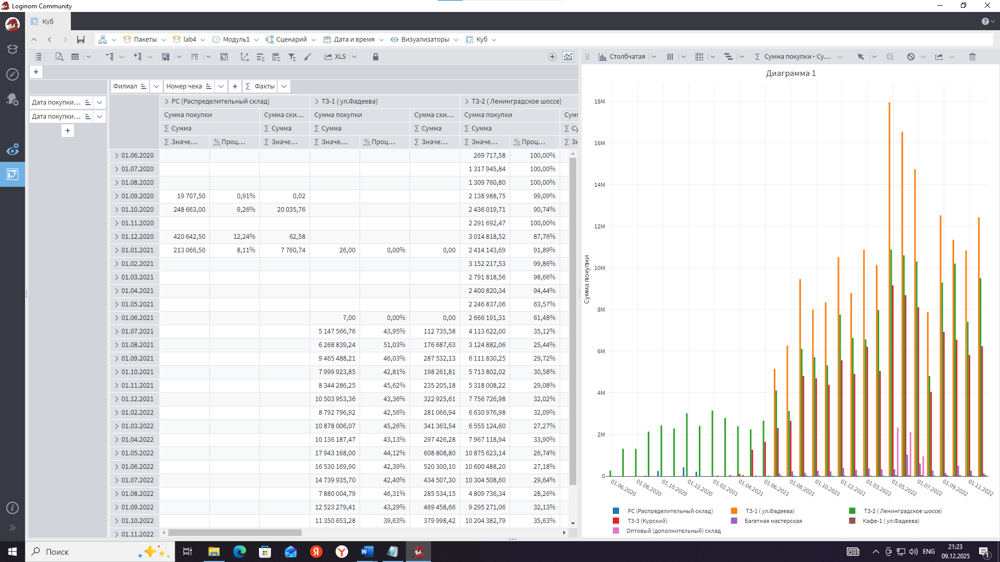 Loginom Community
Куб
Пакеты lab4 Модуль1 Сценарий Дата и время Визуализаторы Куб
XLS
Столбчатая Σ Сумма покупки - Су...
+
Филиал Номер чека + Σ Факты
Дата покупки...
Дата покупки...
+
РС (Распределительный склад) ТЗ-1 ( ул.Фадеева) ТЗ-2 ( Ленинградское шоссе)
Сумма покупки Сумма ски... Сумма покупки Сумма ски... Сумма покупки
Σ Сумма Σ Сумма Σ Сумма Σ Сумма Σ Сумма
Σ Значе... % Проц... Σ Значе... Σ Значе... % Проц... Σ Значе... Σ Значе... % Проц...
01.06.2020 269 717,58 100,00%
01.07.2020 1 317 945,84 100,00%
01.08.2020 1 309 760,80 100,00%
01.09.2020 19 707,50 0,91% 0,02 2 138 988,75 99,09%
01.10.2020 248 663,00 9,26% 20 035,76 2 436 019,71 90,74%
01.11.2020 2 291 692,47 100,00%
01.12.2020 420 642,50 12,24% 62,58 3 014 818,52 87,76%
01.01.2021 213 066,50 8,11% 7 760,74 26,00 0,00% 0,00 2 414 143,69 91,89%
01.02.2021 3 152 217,53 99,86%
01.03.2021 2 791 818,56 98,66%
01.04.2021 2 400 820,34 94,44%
01.05.2021 2 246 837,06 63,57%
01.06.2021 7,00 0,00% 0,00 2 666 191,31 61,48%
01.07.2021 5 147 566,76 43,95% 112 735,58 4 113 622,00 35,12%
01.08.2021 6 268 839,24 51,03% 176 687,63 3 124 882,06 25,44%
01.09.2021 9 465 488,21 46,03% 287 532,13 6 111 830,25 29,72%
01.10.2021 7 999 923,85 42,81% 198 261,81 5 713 802,02 30,58%
01.11.2021 8 344 286,25 45,62% 235 205,18 5 318 008,22 29,08%
01.12.2021 10 503 953,36 43,36% 322 925,61 7 756 726,98 32,02%
01.02.2022 8 792 796,92 42,56% 281 066,94 6 630 976,98 32,09%
01.03.2022 10 878 006,07 45,26% 341 363,54 6 555 124,60 27,27%
01.04.2022 10 136 187,47 43,13% 297 426,28 7 967 118,94 33,90%
01.05.2022 17 943 168,00 44,12% 608 808,80 10 875 623,14 26,74%
01.06.2022 16 530 169,90 42,39% 520 300,10 10 600 488,20 27,18%
01.07.2022 14 739 935,70 42,40% 434 507,30 10 304 508,60 29,64%
01.08.2022 7 880 004,79 46,31% 285 534,15 4 809 736,34 28,26%
01.09.2022 12 523 279,41 43,29% 469 458,66 9 295 271,06 32,13%
01.10.2022 11 350 653,28 39,63% 379 998,42 10 204 382,79 35,63%
01.11.2022
Диаграмма 1
Сумма покупки
18M
16M
14M
12M
10M
8M
6M
4M
2M
0
01.06.2020 01.08.2020 01.10.2020 01.12.2020 01.02.2021 01.04.2021 01.06.2021 01.08.2021 01.10.2021 01.12.2021 01.03.2022 01.05.2022 01.07.2022 01.09.2022 01.11.2022
РС (Распределительный склад) ТЗ-1 ( ул.Фадеева) ТЗ-2 ( Ленинградское шоссе)
ТЗ-3 (Курский) Багетная мастерская Кафе-1 ( ул.Фадеева)
Оптовый (дополнительный) склад
Поиск
ENG
21:23
09.12.2025
1